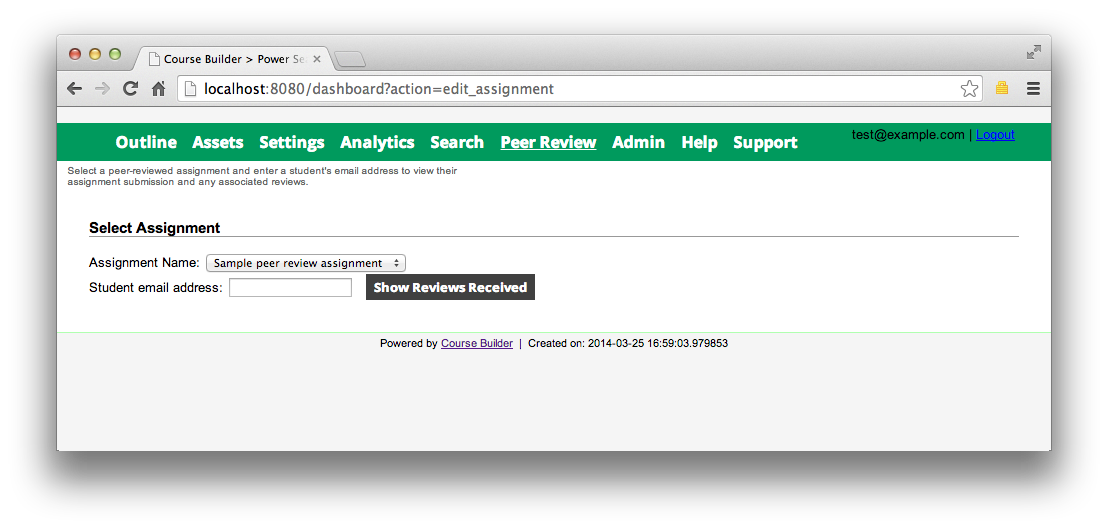 Course Builder > Power Se
localhost:8080/dashboard?action=edit_assignment
Outline Assets Settings Analytics Search Peer Review Admin Help Support
test@example.com | Logout
Select a peer-reviewed assignment and enter a student's email address to view their
assignment submission and any associated reviews.
Select Assignment
Assignment Name: Sample peer review assignment
Student email address: Show Reviews Received
Powered by Course Builder | Created on: 2014-03-25 16:59:03.979853